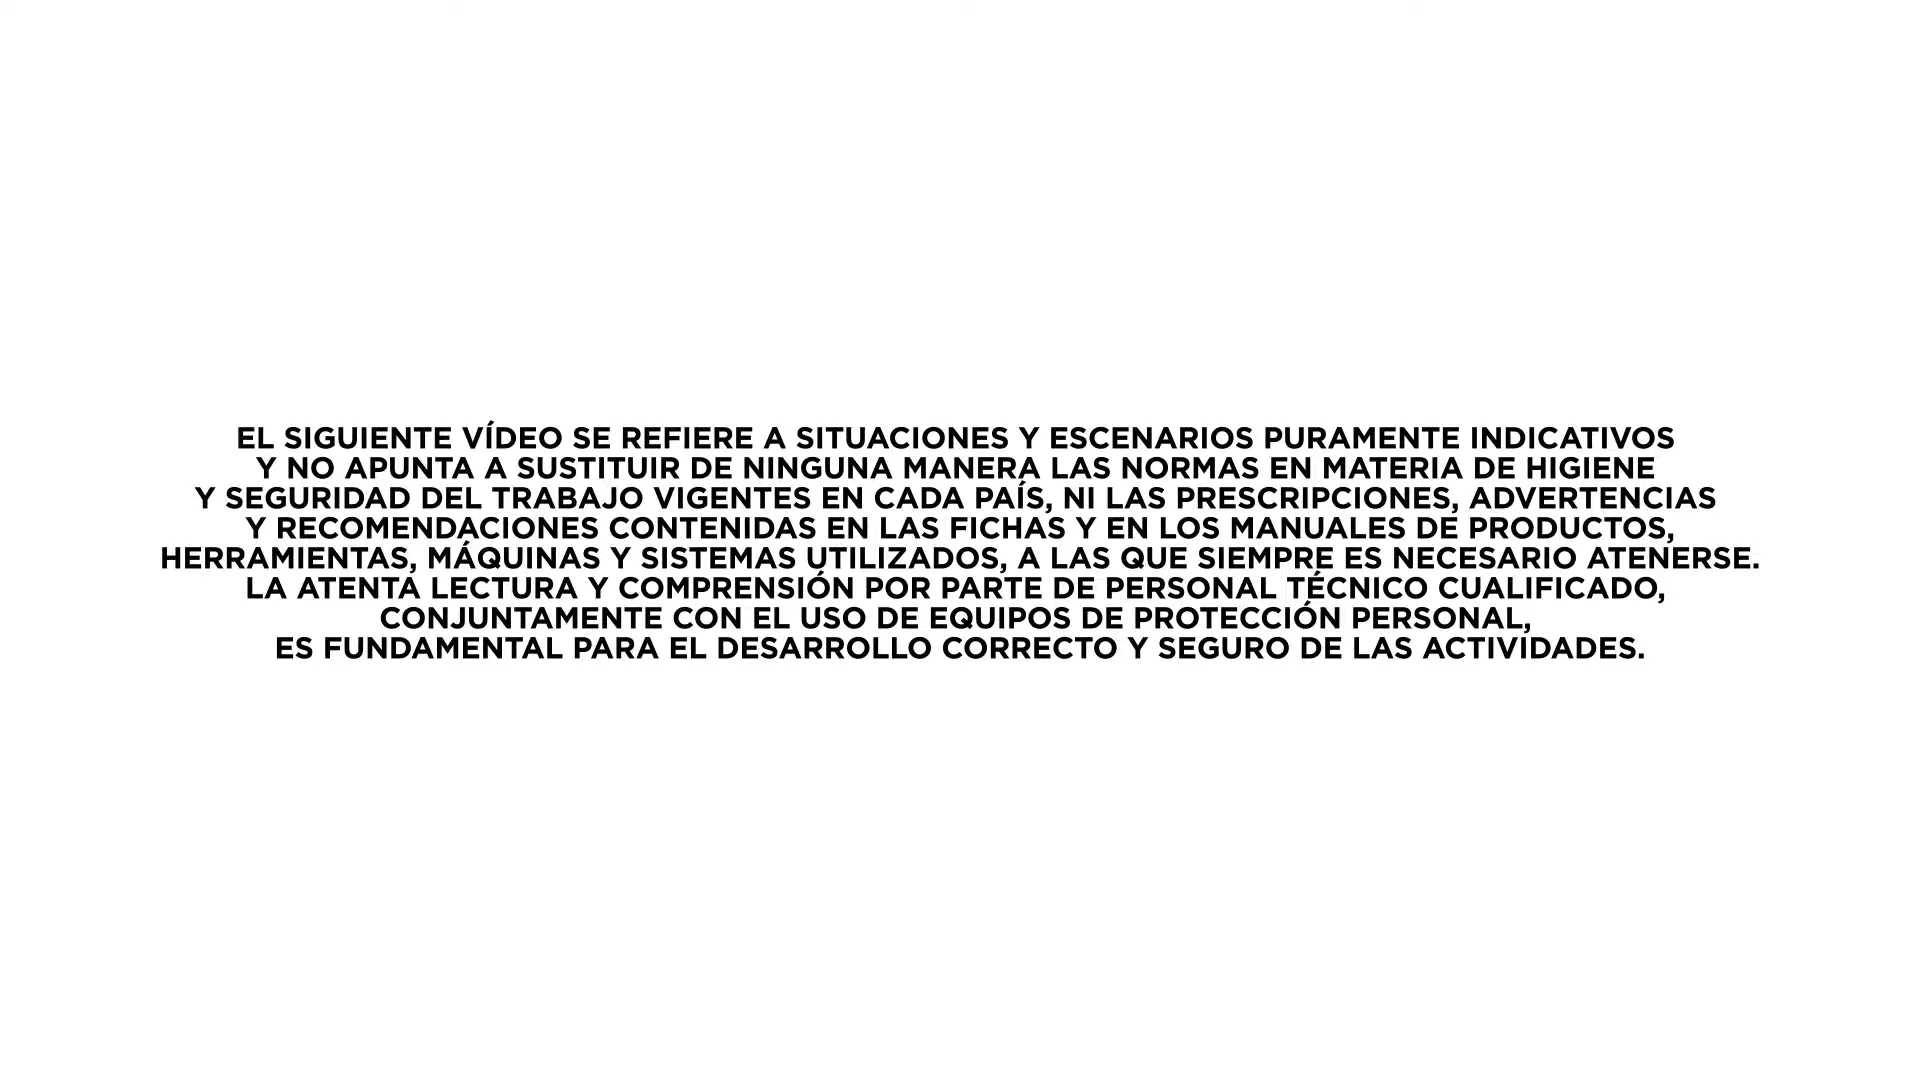 EL SIGUIENTE VÍDEO SE REFIERE A SITUACIONES Y ESCENARIOS PURAMENTE INDICATIVOS
Y NO APUNTA A SUSTITUIR DE NINGUNA MANERA LAS NORMAS EN MATERIA DE HIGIENE
Y SEGURIDAD DEL TRABAJO VIGENTES EN CADA PAÍS, NI LAS PRESCRIPCIONES, ADVERTENCIAS
Y RECOMENDACIONES CONTENIDAS EN LAS FICHAS Y EN LOS MANUALES DE PRODUCTOS,
HERRAMIENTAS, MÁQUINAS Y SISTEMAS UTILIZADOS, A LAS QUE SIEMPRE ES NECESARIO ATENERSE.
LA ATENTA LECTURA Y COMPRENSIÓN POR PARTE DE PERSONAL TÉCNICO CUALIFICADO,
CONJUNTAMENTE CON EL USO DE EQUIPOS DE PROTECCIÓN PERSONAL,
ES FUNDAMENTAL PARA EL DESARROLLO CORRECTO Y SEGURO DE LAS ACTIVIDADES.